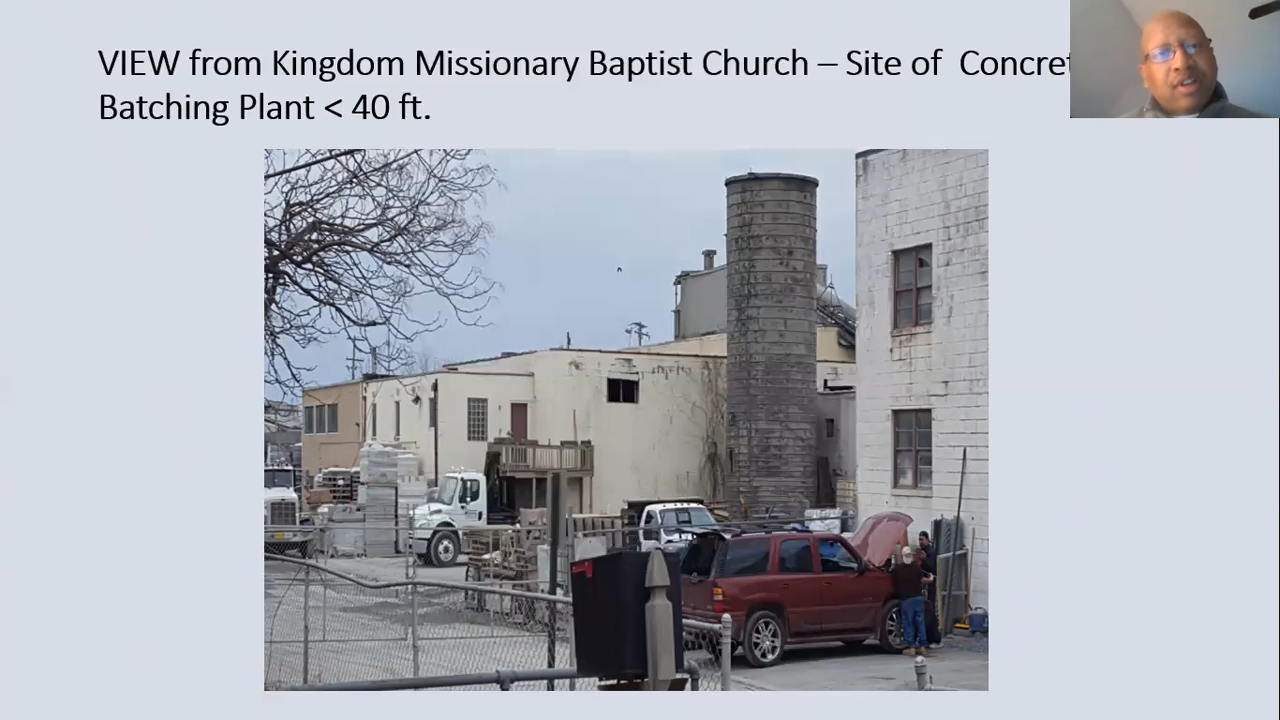 VIEW from Kingdom Missionary Baptist Church – Site of Concret
Batching Plant < 40 ft.